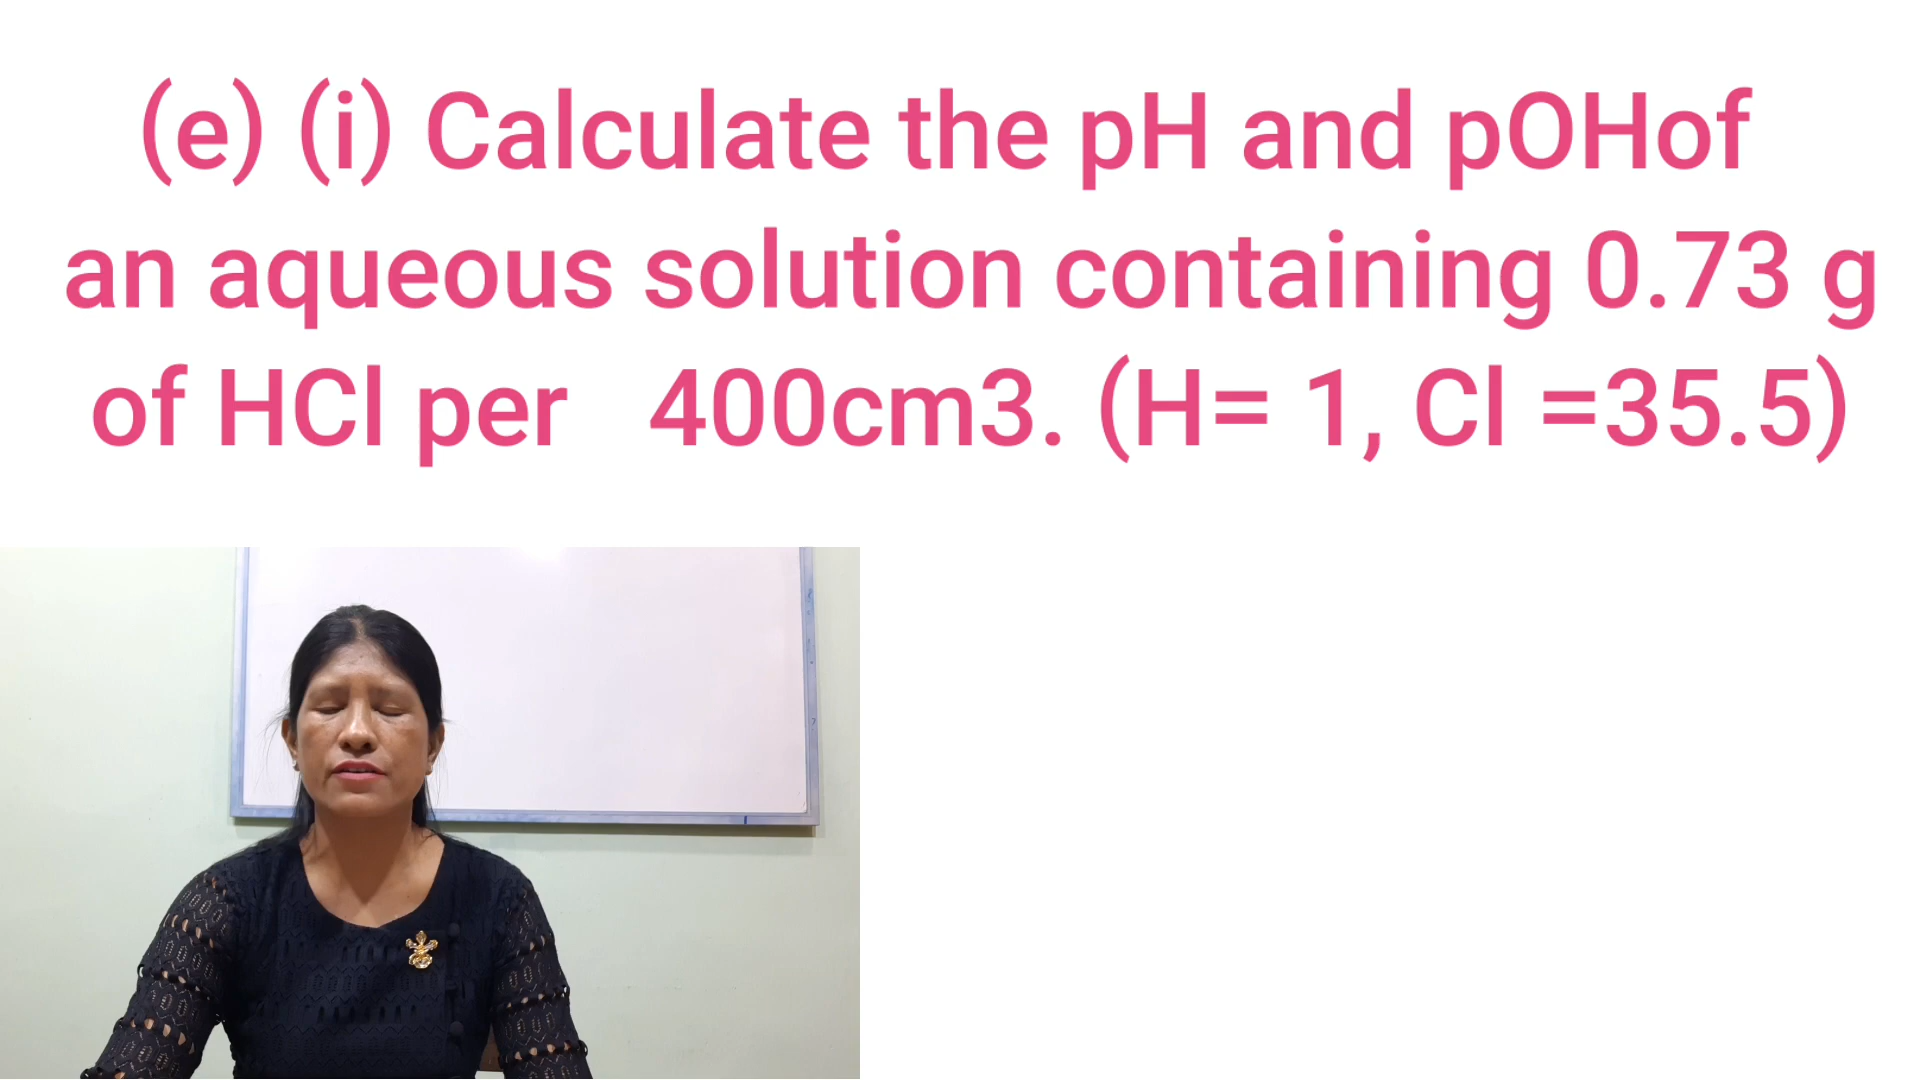 (e) (i) Calculate the pH and pOHof
an aqueous solution containing 0.73 g
of HCl per 400cm3. (H= 1, Cl =35.5)